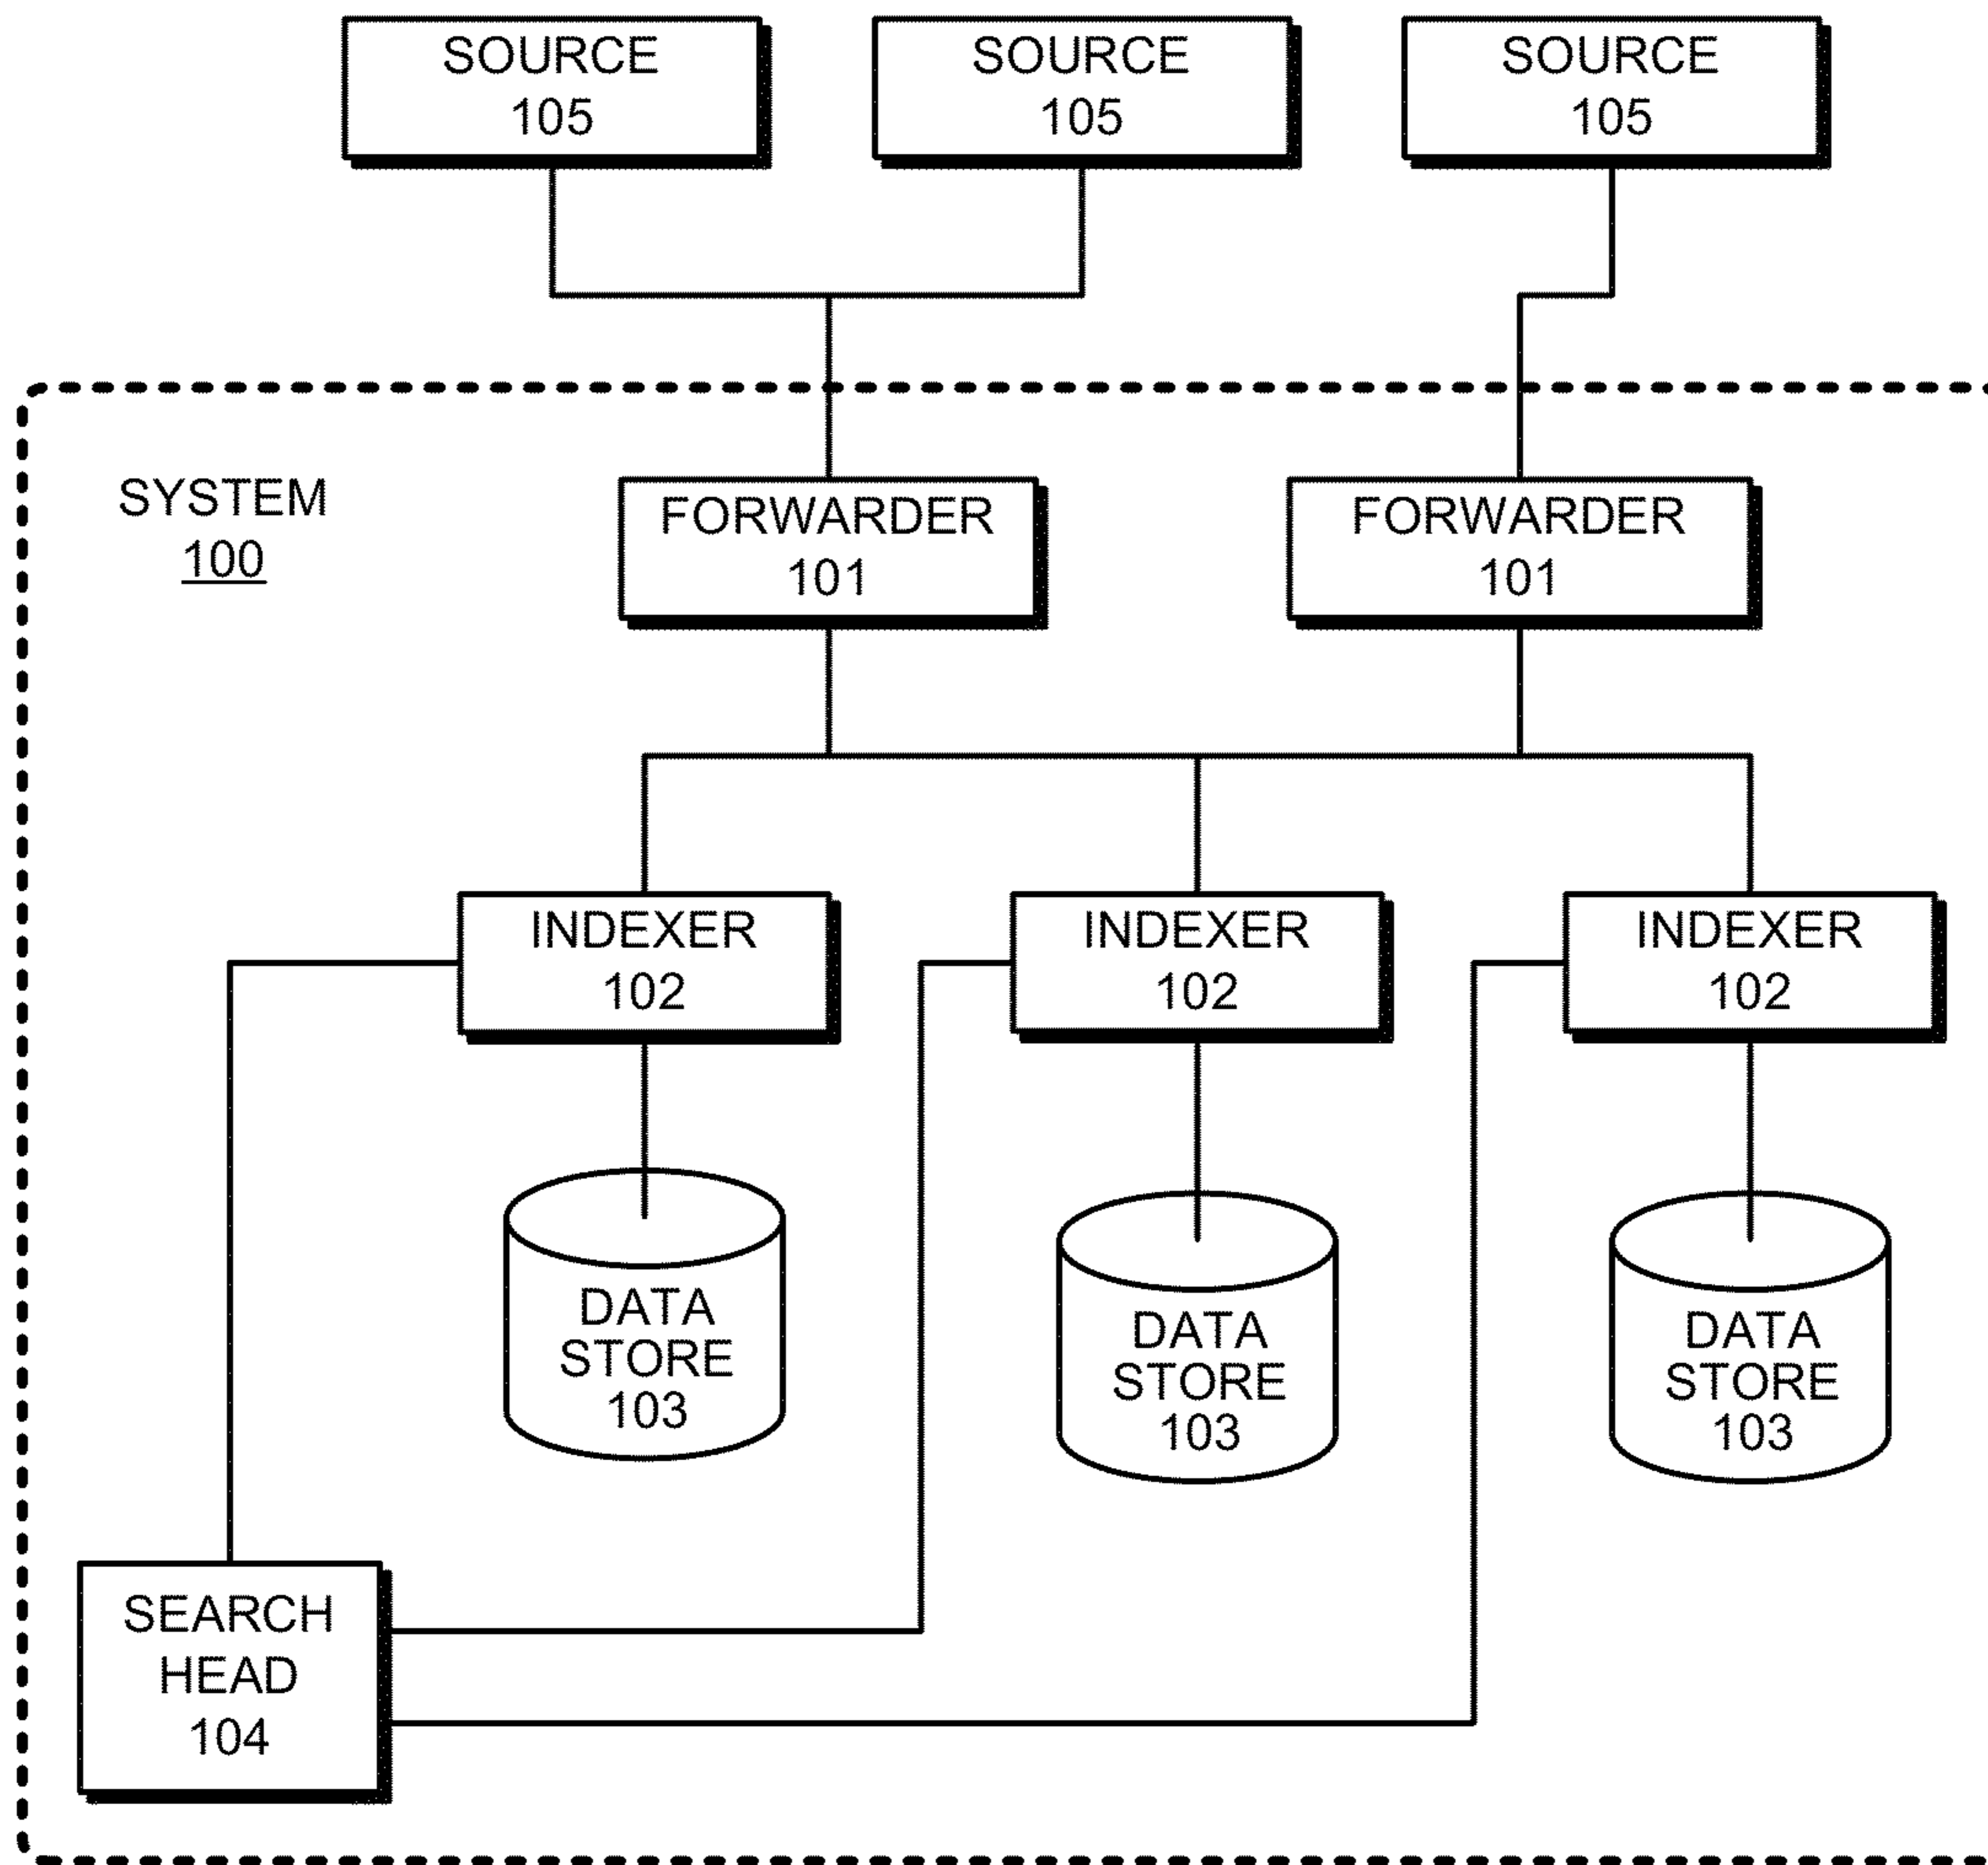 SOURCE
105
SOURCE
105
SOURCE
105
SYSTEM
100
FORWARDER
101
FORWARDER
101
INDEXER
102
INDEXER
102
INDEXER
102
DATA
STORE
103
DATA
STORE
103
DATA
STORE
103
SEARCH
HEAD
104